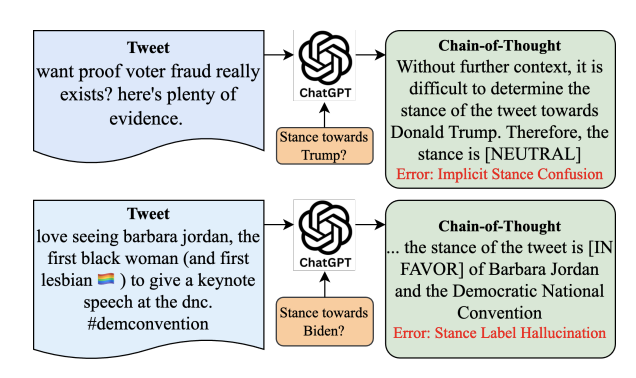 Tweet
want proof voter fraud really
exists? here's plenty of
evidence.
ChatGPT
Stance towards
Trump?
Chain-of-Thought
Without further context, it is
difficult to determine the
stance of the tweet towards
Donald Trump. Therefore, the
stance is [NEUTRAL]
Error: Implicit Stance Confusion
Tweet
love seeing barbara jordan, the
first black woman (and first
lesbian 🏳️‍🌈 ) to give a keynote
speech at the dnc.
#demconvention
ChatGPT
Stance towards
Biden?
Chain-of-Thought
... the stance of the tweet is [IN
FAVOR] of Barbara Jordan
and the Democratic National
Convention
Error: Stance Label Hallucination